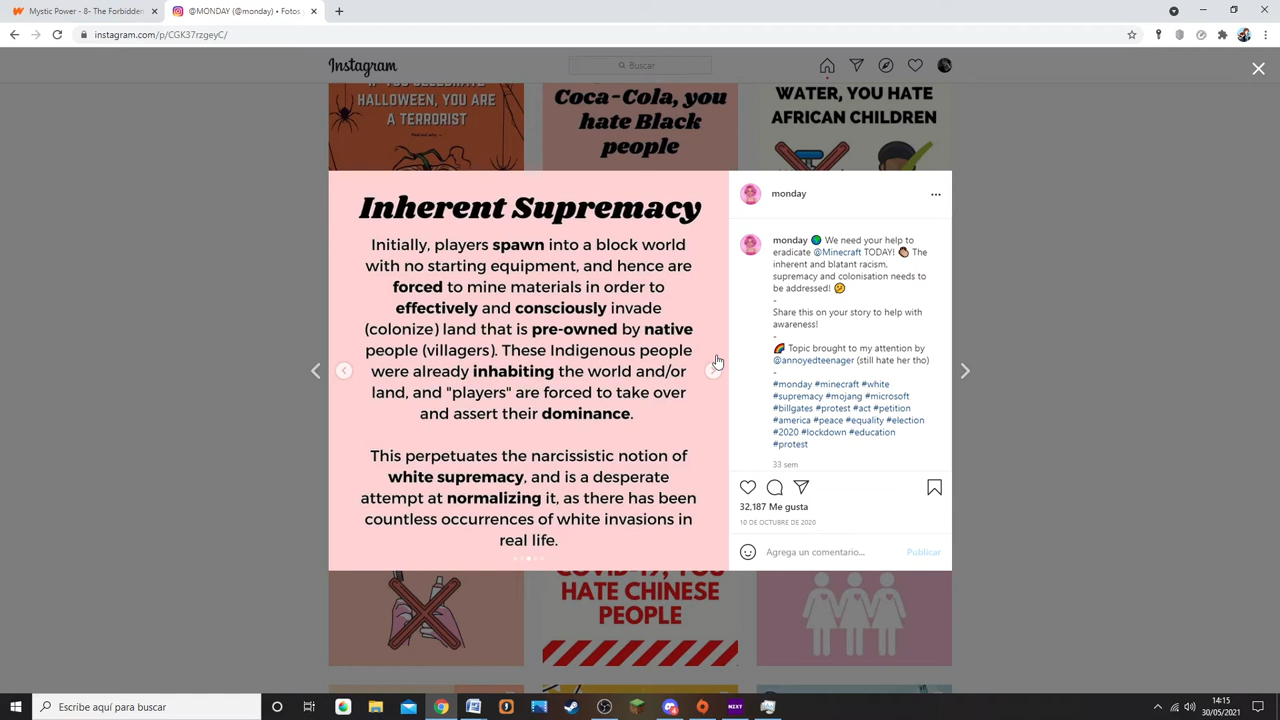 Mystic Power - 8- The Forbidden
@MONDAY (@monday) • Fotos
instagram.com/p/CGK37rzgeyC/
Instagram
Buscar
IF YOU CELEBRATE
HALLOWEEN, YOU ARE
A TERRORIST
Coca-Cola, you
hate Black
people
WATER, YOU HATE
AFRICAN CHILDREN
Inherent Supremacy
Initially, players spawn into a block world
with no starting equipment, and hence are
forced to mine materials in order to
effectively and consciously invade
(colonize) land that is pre-owned by native
people (villagers). These Indigenous people
were already inhabiting the world and/or
land, and "players" are forced to take over
and assert their dominance.
This perpetuates the narcissistic notion of
white supremacy, and is a desperate
attempt at normalizing it, as there has been
countless occurrences of white invasions in
real life.
monday
monday 🌍 We need your help to
eradicate @Minecraft TODAY! The
inherent and blatant racism,
supremacy and colonisation needs to
be addressed! 😕
-
Share this on your story to help with
awareness!
-
🌈 Topic brought to my attention by
@annoyedteenager (still hate her tho)
-
#monday #minecraft #white
#supremacy #mojang #microsoft
#billgates #protest #act #petition
#america #peace #equality #election
#2020 #lockdown #education
#protest
33 sem
32,187 Me gusta
10 DE OCTUBRE DE 2020
Agrega un comentario...
Publicar
COVID-19, YOU
HATE CHINESE
PEOPLE
Escribe aquí para buscar
NZXT
14:15
30/05/2021